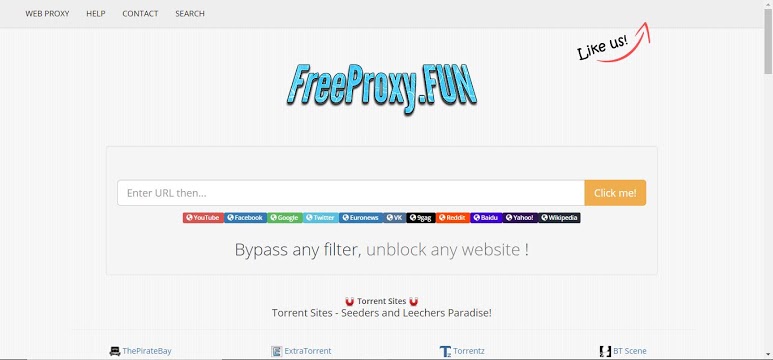 WEB PROXY HELP CONTACT SEARCH
Like us!
FreeProxy.FUN
Enter URL then... Click me!
YouTube Facebook Google Twitter Euronews VK 9gag Reddit Baidu Yahoo! Wikipedia
Bypass any filter, unblock any website !
Torrent Sites
Torrent Sites - Seeders and Leechers Paradise!
ThePirateBay ExtraTorrent Torrentz BT Scene